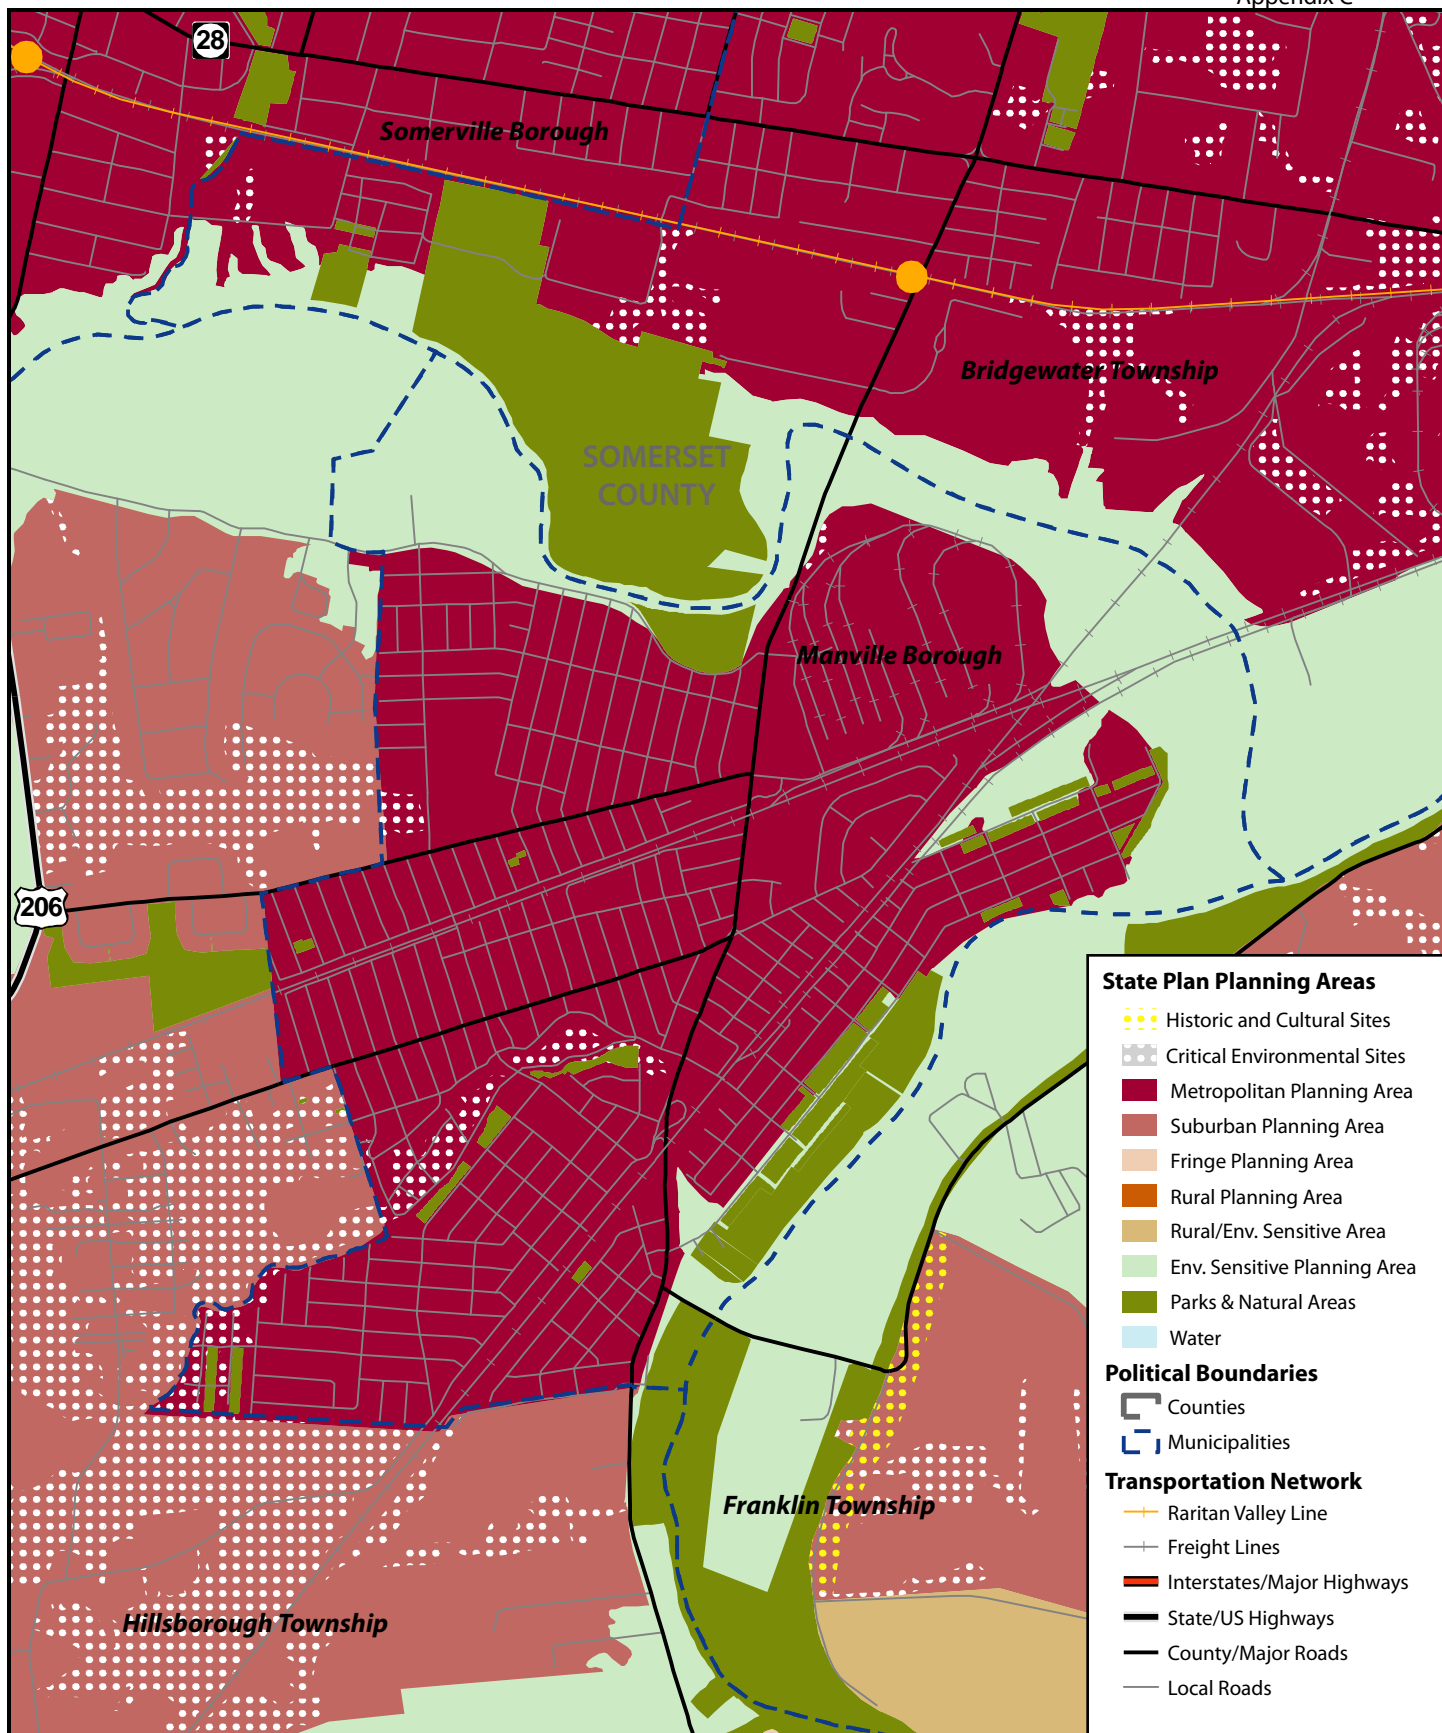 28
Somerville Borough
Bridgewater Township
SOMERSET
COUNTY
Manville Borough
206
Franklin Township
Hillsborough Township
State Plan Planning Areas
Historic and Cultural Sites
Critical Environmental Sites
Metropolitan Planning Area
Suburban Planning Area
Fringe Planning Area
Rural Planning Area
Rural/Env. Sensitive Area
Env. Sensitive Planning Area
Parks & Natural Areas
Water
Political Boundaries
Counties
Municipalities
Transportation Network
Raritan Valley Line
Freight Lines
Interstates/Major Highways
State/US Highways
County/Major Roads
Local Roads